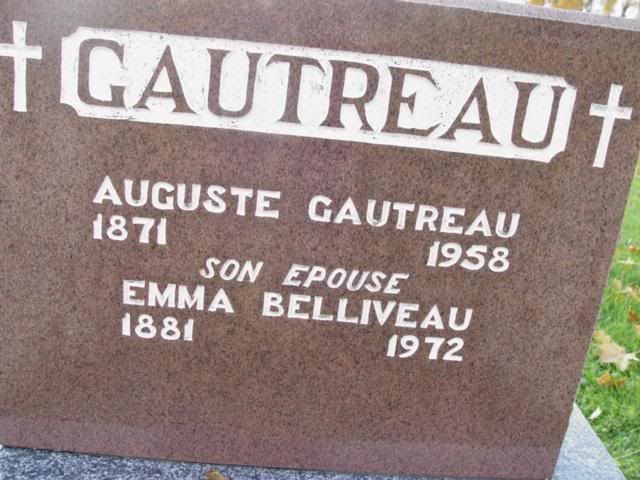 GAUTREAU
AUGUSTE GAUTREAU
1871 1958
SON EPOUSE
EMMA BELLIVEAU
1881 1972